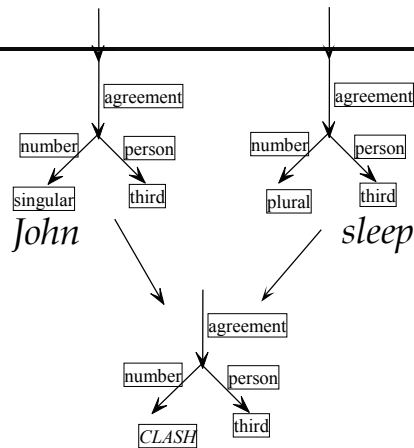 agreement agreement
number person number person
singular third plural third
John sleep
agreement
number person
CLASH third